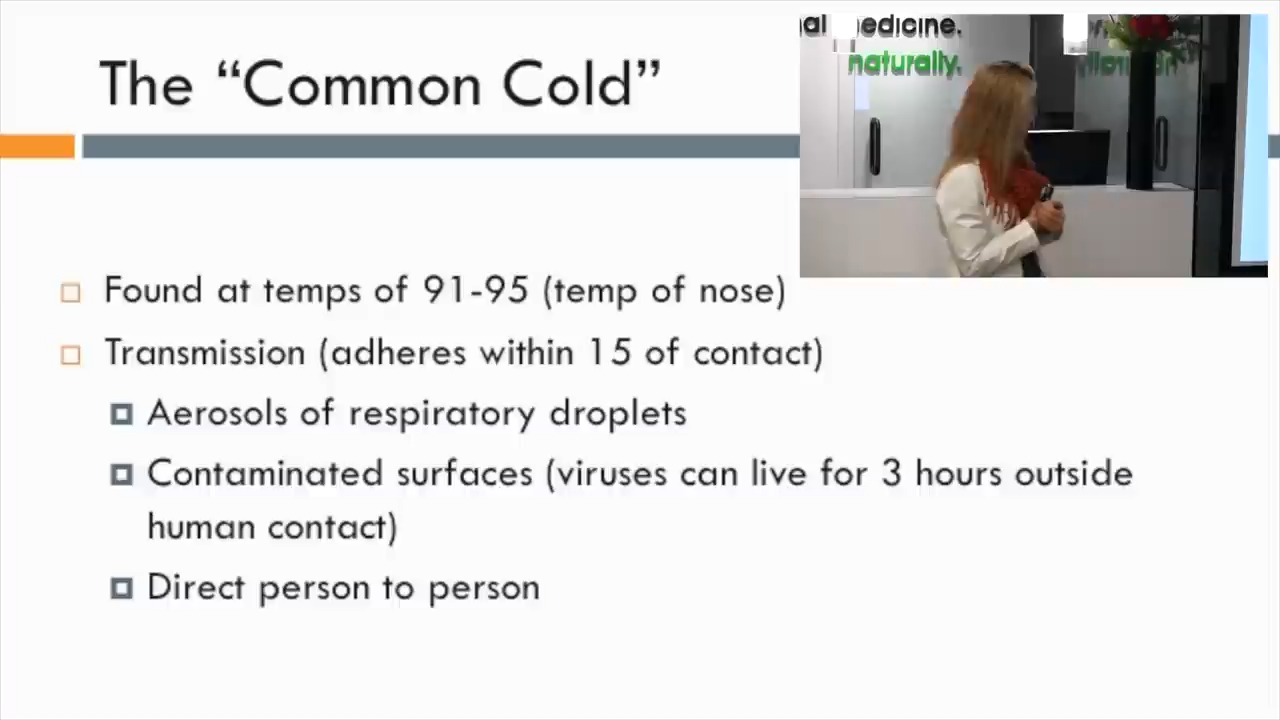 The “Common Cold”
edicine.
naturally.
Found at temps of 91-95 (temp of nose)
Transmission (adheres within 15 of contact)
Aerosols of respiratory droplets
Contaminated surfaces (viruses can live for 3 hours outside
human contact)
Direct person to person